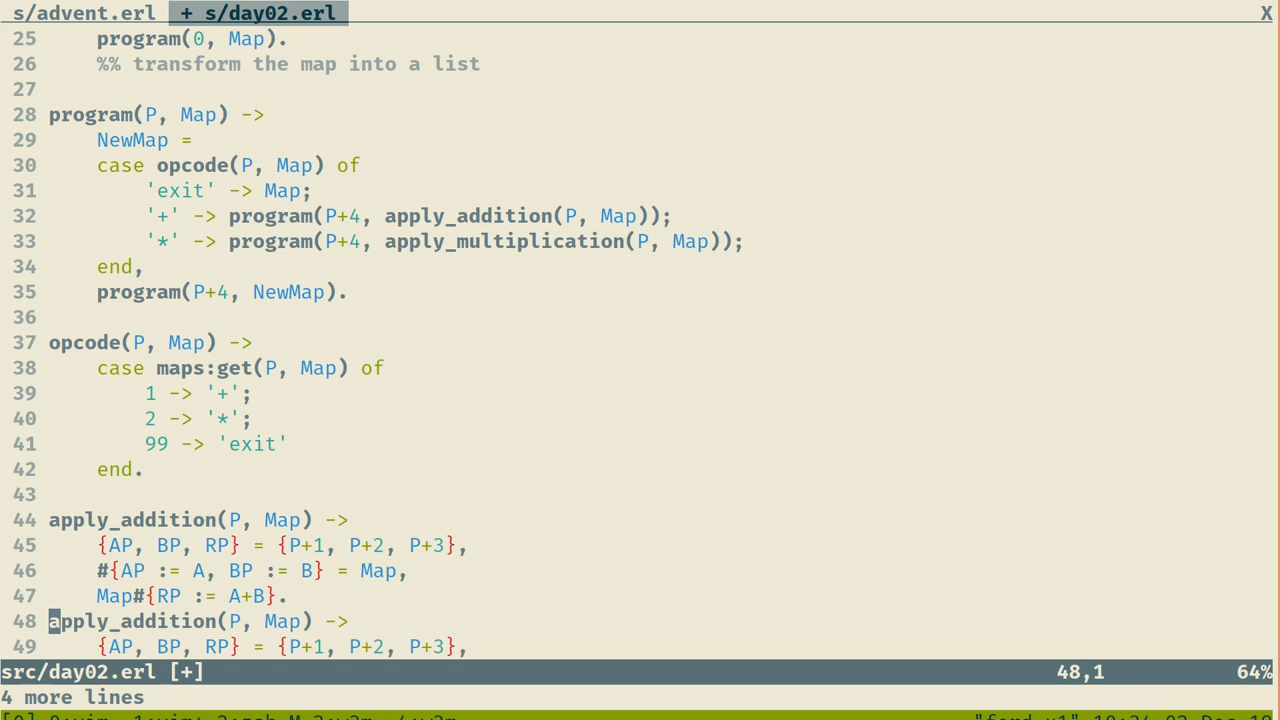 s/advent.erl  + s/day02.erl X
25     program(0, Map).
26     %% transform the map into a list
27
28 program(P, Map) ->
29     NewMap =
30     case opcode(P, Map) of
31         'exit' -> Map;
32         '+' -> program(P+4, apply_addition(P, Map));
33         '*' -> program(P+4, apply_multiplication(P, Map));
34     end,
35     program(P+4, NewMap).
36
37 opcode(P, Map) ->
38     case maps:get(P, Map) of
39         1 -> '+';
40         2 -> '*';
41         99 -> 'exit'
42     end.
43
44 apply_addition(P, Map) ->
45     {AP, BP, RP} = {P+1, P+2, P+3},
46     #{AP := A, BP := B} = Map,
47     Map#{RP := A+B}.
48 apply_addition(P, Map) ->
49     {AP, BP, RP} = {P+1, P+2, P+3},
src/day02.erl [+] 48,1 64%
4 more lines